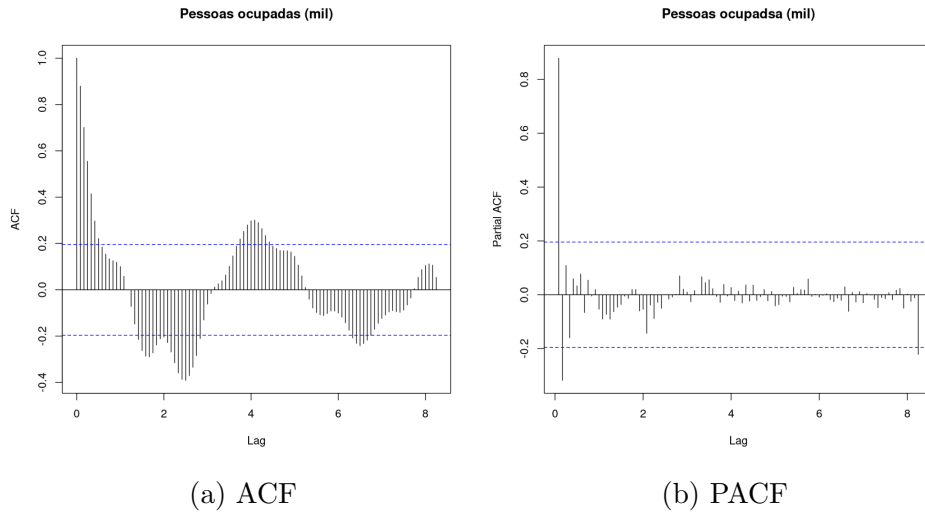 Pessoas ocupadas (mil)
ACF
1.0
0.8
0.6
0.4
0.2
0.0
-0.2
-0.4
0 2 4 6 8
Lag
(a) ACF
Pessoas ocupadsa (mil)
Partial ACF
0.8
0.6
0.4
0.2
0.0
-0.2
0 2 4 6 8
Lag
(b) PACF